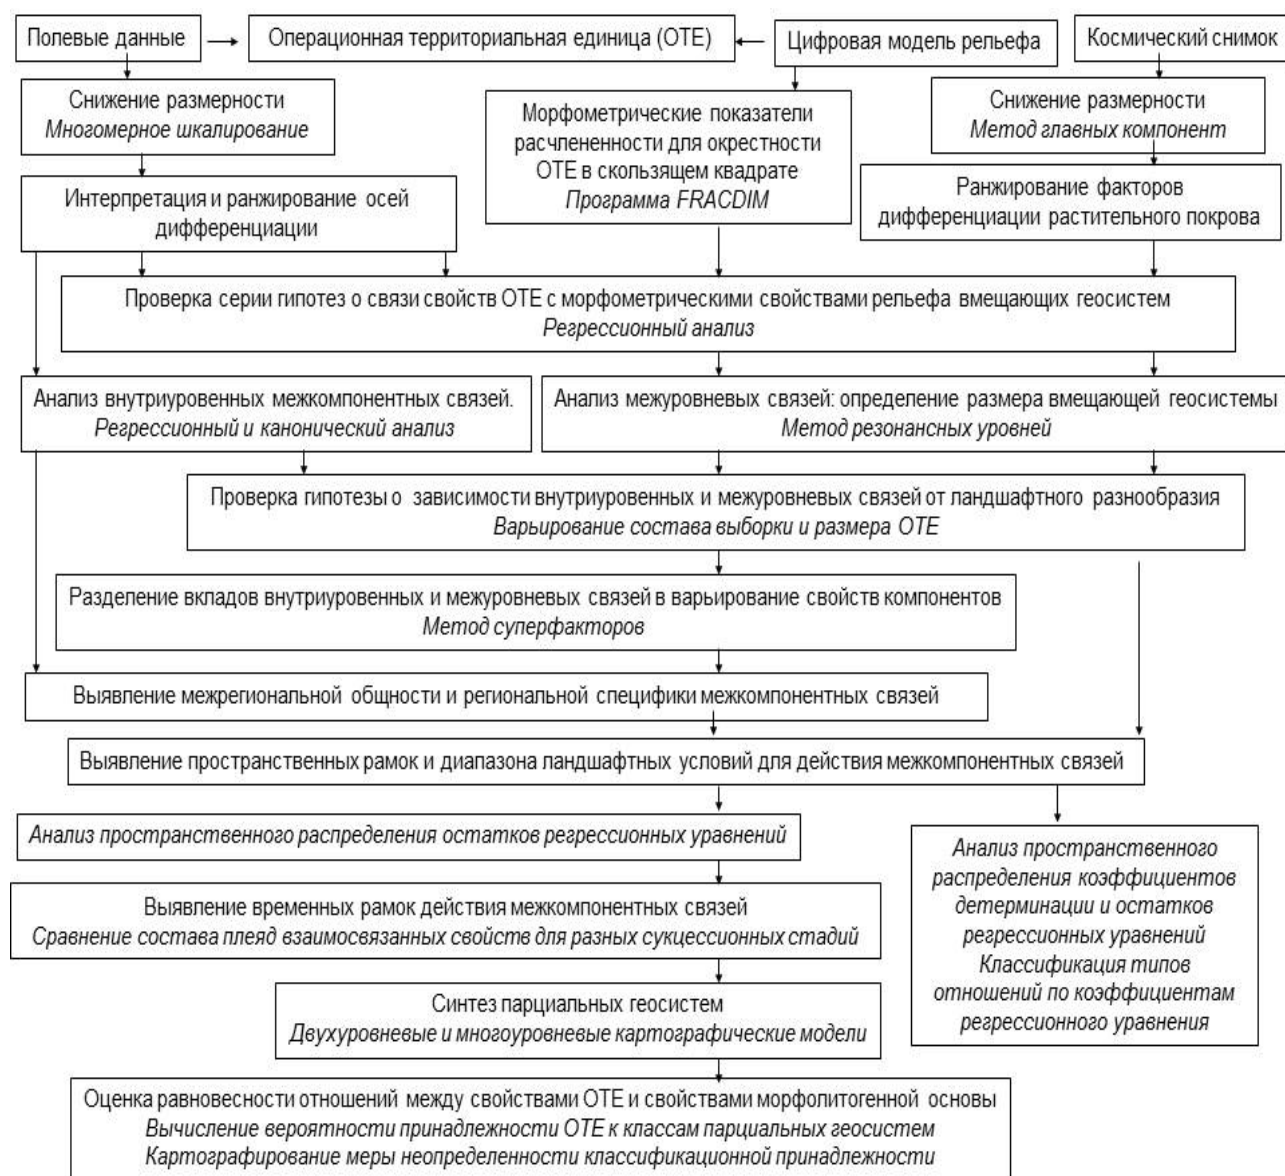 Полевые данные
Операционная территориальная единица (ОТЕ)
Цифровая модель рельефа
Космический снимок
Снижение размерности
Многомерное шкалирование
Морфометрические показатели
расчлененности для окрестности
ОТЕ в скользящем квадрате
Программа FRACDIM
Снижение размерности
Метод главных компонент
Интерпретация и ранжирование осей
дифференциации
Ранжирование факторов
дифференциации растительного покрова
Проверка серии гипотез о связи свойств ОТЕ с морфометрическими свойствами рельефа вмещающих геосистем
Регрессионный анализ
Анализ внутриуровенных межкомпонентных связей.
Регрессионный и канонический анализ
Анализ межуровневых связей: определение размера вмещающей геосистемы
Метод резонансных уровней
Проверка гипотезы о зависимости внутриуровенных и межуровневых связей от ландшафтного разнообразия
Варьирование состава выборки и размера ОТЕ
Разделение вкладов внутриуровенных и межуровневых связей в варьирование свойств компонентов
Метод суперфакторов
Выявление межрегиональной общности и региональной специфики межкомпонентных связей
Выявление пространственных рамок и диапазона ландшафтных условий для действия межкомпонентных связей
Анализ пространственного распределения остатков регрессионных уравнений
Анализ пространственного
распределения коэффициентов
детерминации и остатков
регрессионных уравнений
Классификация типов
отношений по коэффициентам
регрессионного уравнения
Выявление временных рамок действия межкомпонентных связей
Сравнение состава плеяд взаимосвязанных свойств для разных сукцессионных стадий
Синтез парциальных геосистем
Двухуровневые и многоуровневые картографические модели
Оценка равновесности отношений между свойствами ОТЕ и свойствами морфолитогенной основы
Вычисление вероятности принадлежности ОТЕ к классам парциальных геосистем
Картографирование меры неопределенности классификационной принадлежности